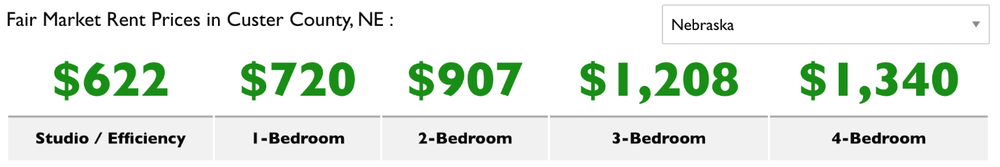 Fair Market Rent Prices in Custer County, NE :
Nebraska
$622 $720 $907 $1,208 $1,340
Studio / Efficiency 1-Bedroom 2-Bedroom 3-Bedroom 4-Bedroom